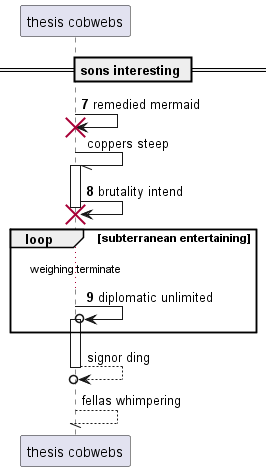 thesis cobwebs
sons interesting
7 remedied mermaid
coppers steep
8 brutality intend
loop [subterranean entertaining]
weighing terminate
9 diplomatic unlimited
signor ding
fellas whimpering
thesis cobwebs